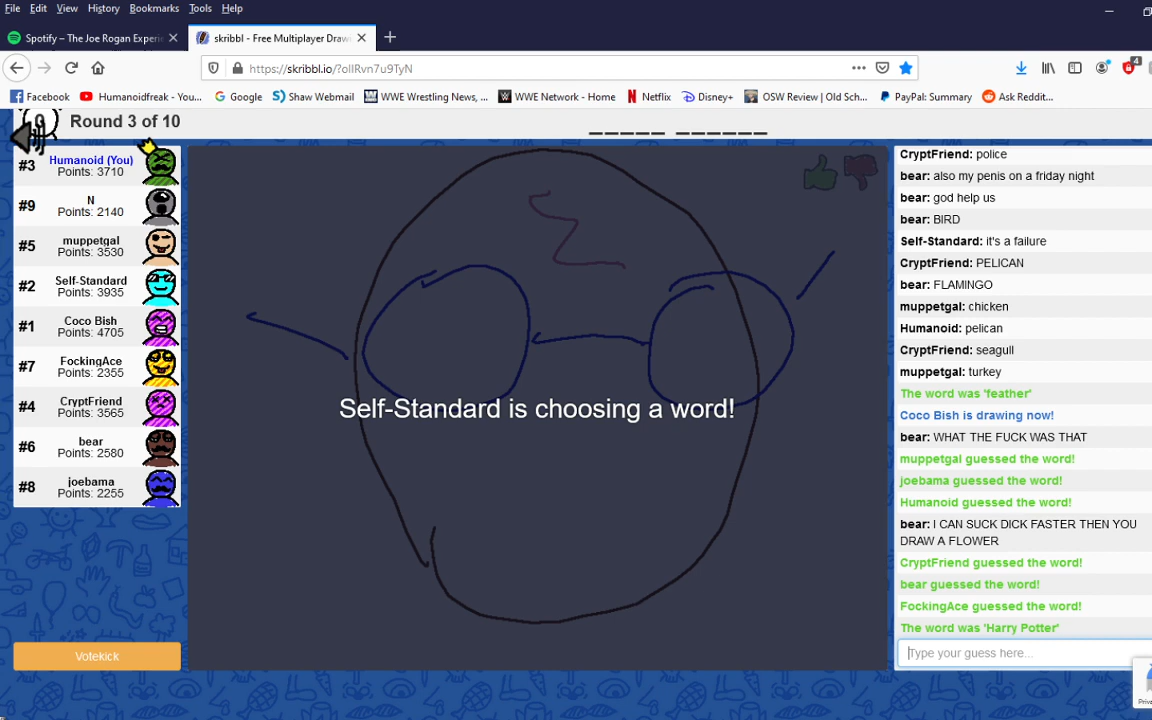 File Edit View History Bookmarks Tools Help
Spotify – The Joe Rogan Experi
skribbl - Free Multiplayer Draw
https://skribbl.io/?olIRvn7u9TyN
4
Facebook Humanoidfreak - You... Google Shaw Webmail WWE Wrestling News, ... WWE Network - Home Netflix Disney+ OSW Review | Old Sch... PayPal: Summary Ask Reddit...
0
Round 3 of 10
_____ ______
#3 Humanoid (You)
Points: 3710
#9 N
Points: 2140
#5 muppetgal
Points: 3530
#2 Self-Standard
Points: 3935
#1 Coco Bish
Points: 4705
#7 FockingAce
Points: 2355
#4 CryptFriend
Points: 3565
#6 bear
Points: 2580
#8 joebama
Points: 2255
Votekick
Self-Standard is choosing a word!
CryptFriend: police
bear: also my penis on a friday night
bear: god help us
bear: BIRD
Self-Standard: it's a failure
CryptFriend: PELICAN
bear: FLAMINGO
muppetgal: chicken
Humanoid: pelican
CryptFriend: seagull
muppetgal: turkey
The word was 'feather'
Coco Bish is drawing now!
bear: WHAT THE FUCK WAS THAT
muppetgal guessed the word!
joebama guessed the word!
Humanoid guessed the word!
bear: I CAN SUCK DICK FASTER THEN YOU
DRAW A FLOWER
CryptFriend guessed the word!
bear guessed the word!
FockingAce guessed the word!
The word was 'Harry Potter'
Type your guess here...
Priva